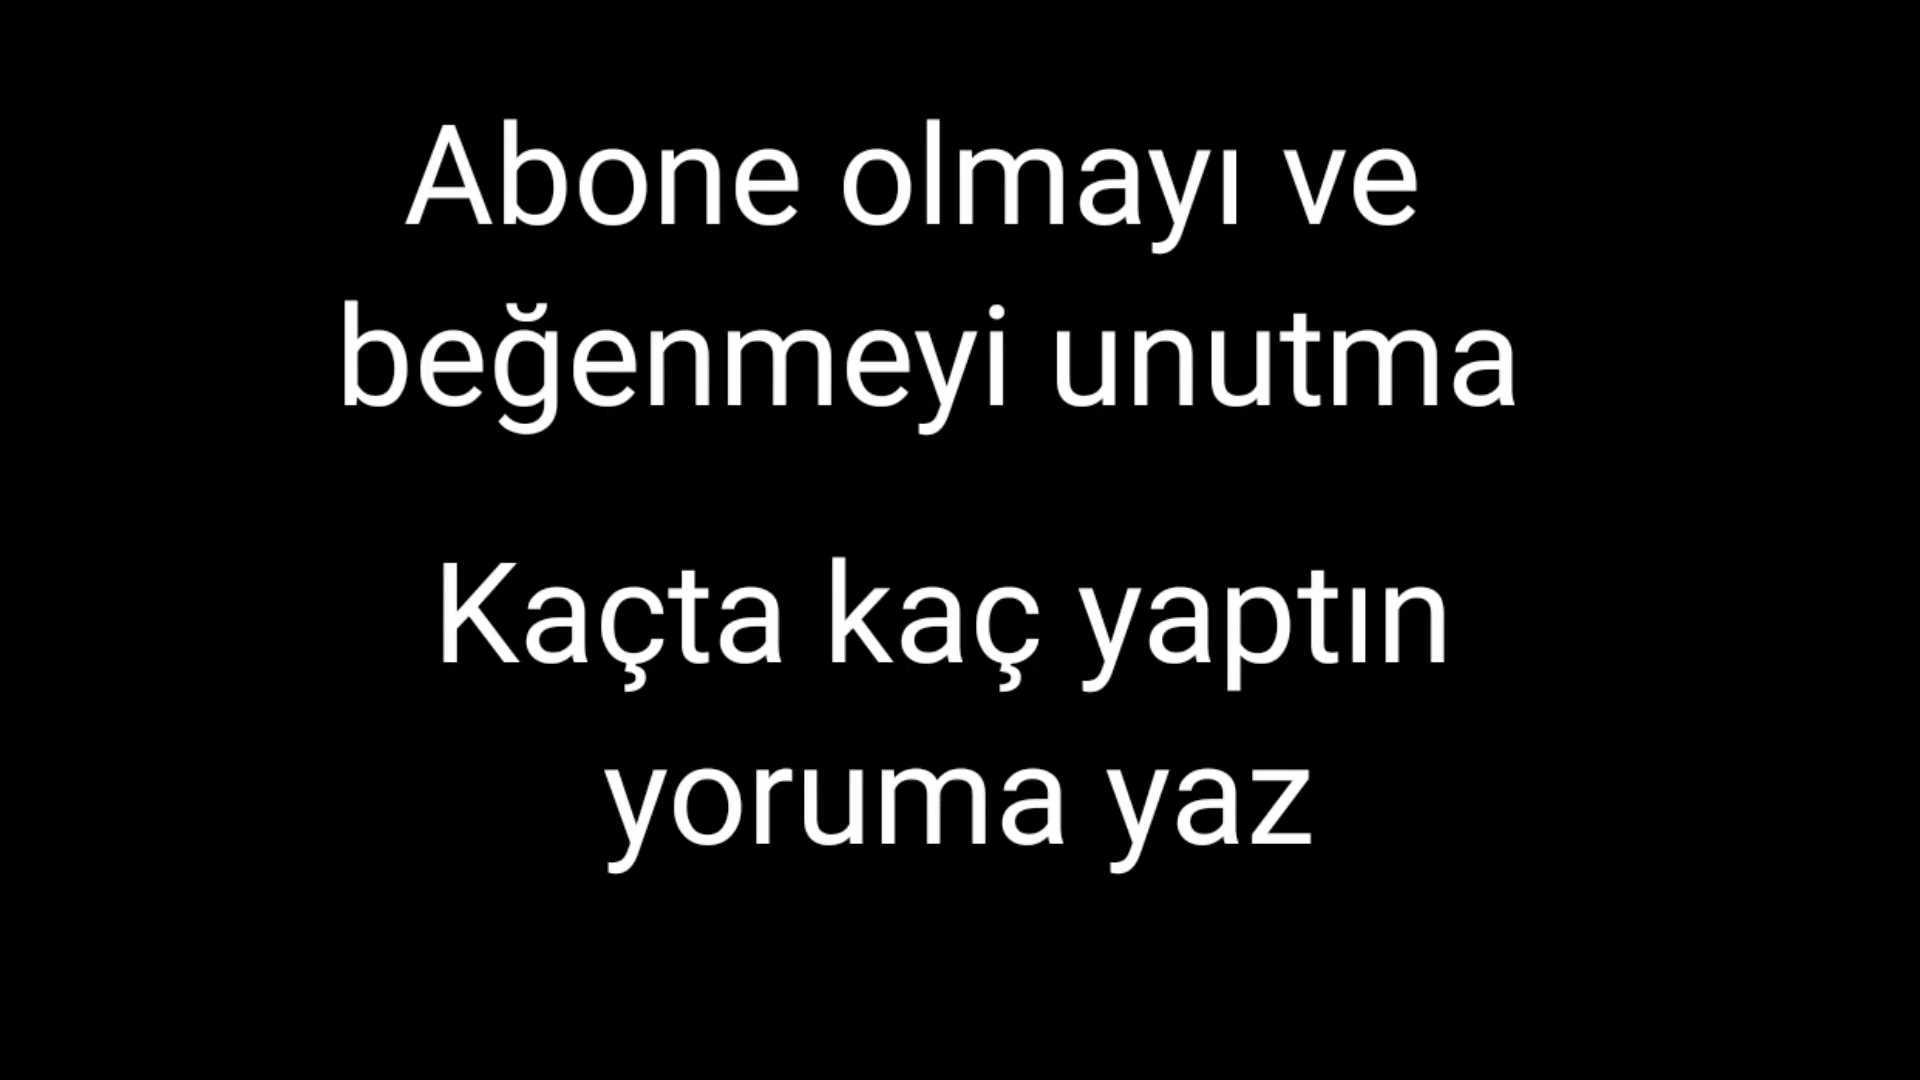 Abone olmayı ve
beğenmeyi unutma
Kaçta kaç yaptın
yoruma yaz